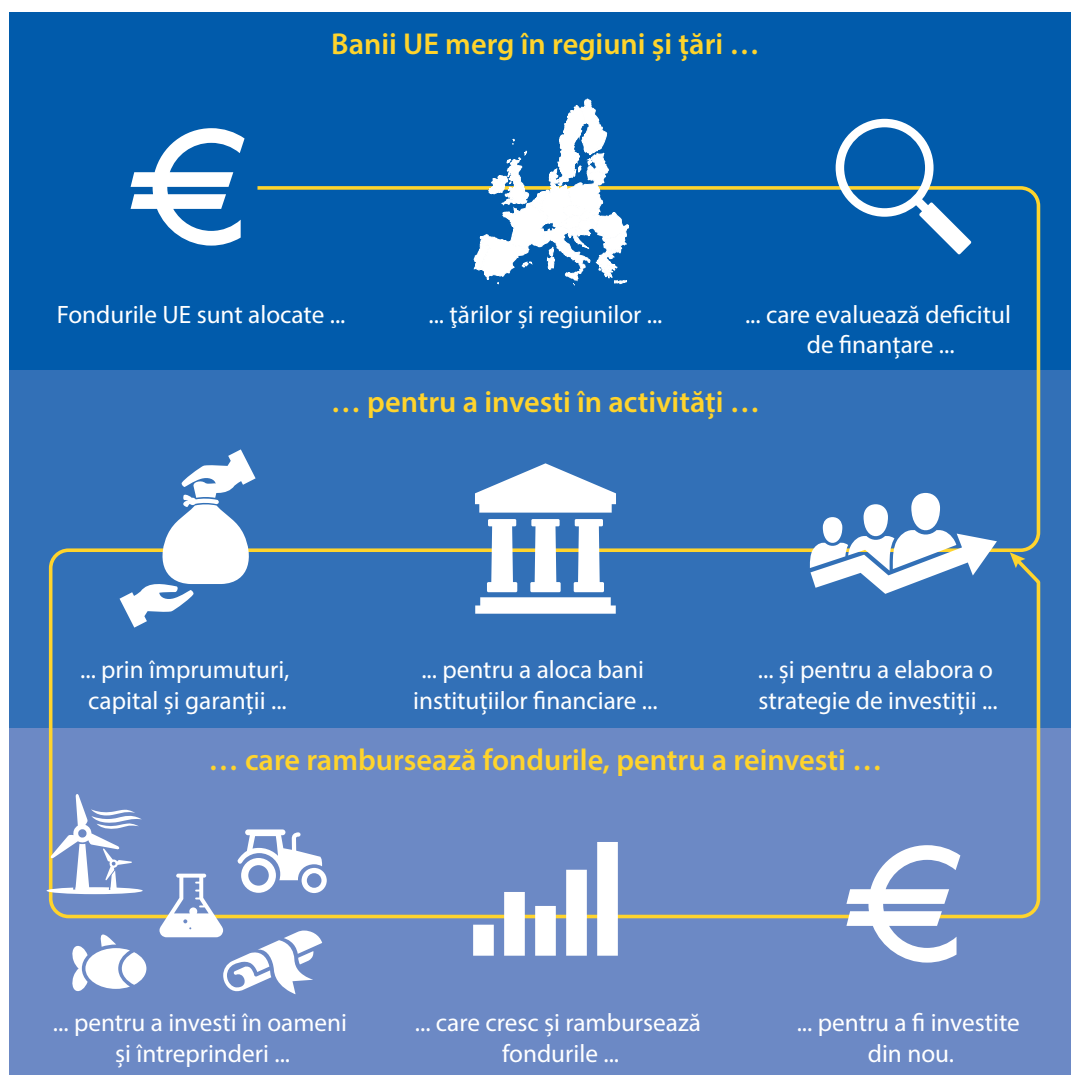 Banii UE merg în regiuni și țări …
Fondurile UE sunt alocate ...
... ţărilor și regiunilor ...
... care evaluează deficitul
de finanțare ...
… pentru a investi în activități …
... prin împrumuturi,
capital și garanții ...
... pentru a aloca bani
instituțiilor financiare ...
... și pentru a elabora o
strategie de investiții ...
… care rambursează fondurile, pentru a reinvesti …
... pentru a investi în oameni
și întreprinderi ...
... care cresc și rambursează
fondurile ...
... pentru a fi investite
din nou.